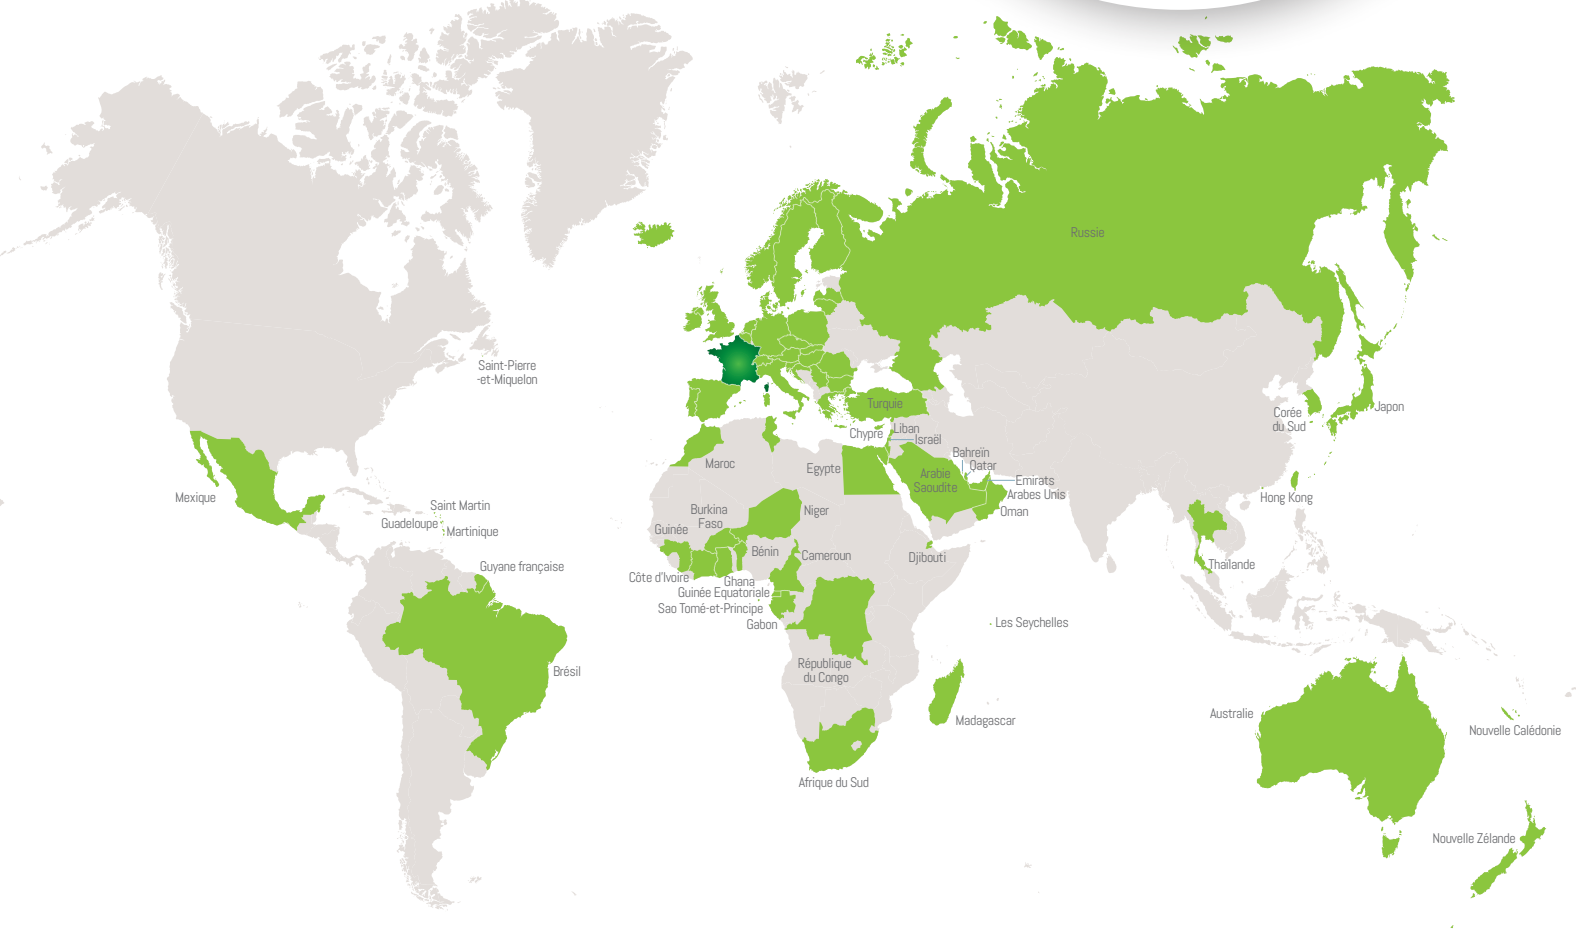 Russie
Saint-Pierre
-et-Miquelon
Turquie
Corée
du Sud
Japon
Chypre
Liban
Israël
Maroc
Egypte
Bahreïn
Qatar
Arabie
Saoudite
Emirats
Arabes Unis
Oman
Hong Kong
Mexique
Saint Martin
Guadeloupe
Martinique
Burkina
Faso
Niger
Guinée
Bénin
Cameroun
Djibouti
Thaïlande
Guyane française
Côte d'Ivoire
Ghana
Guinée Equatoriale
Sao Tomé-et-Principe
Gabon
Les Seychelles
Brésil
République
du Congo
Madagascar
Australie
Nouvelle Calédonie
Afrique du Sud
Nouvelle Zélande